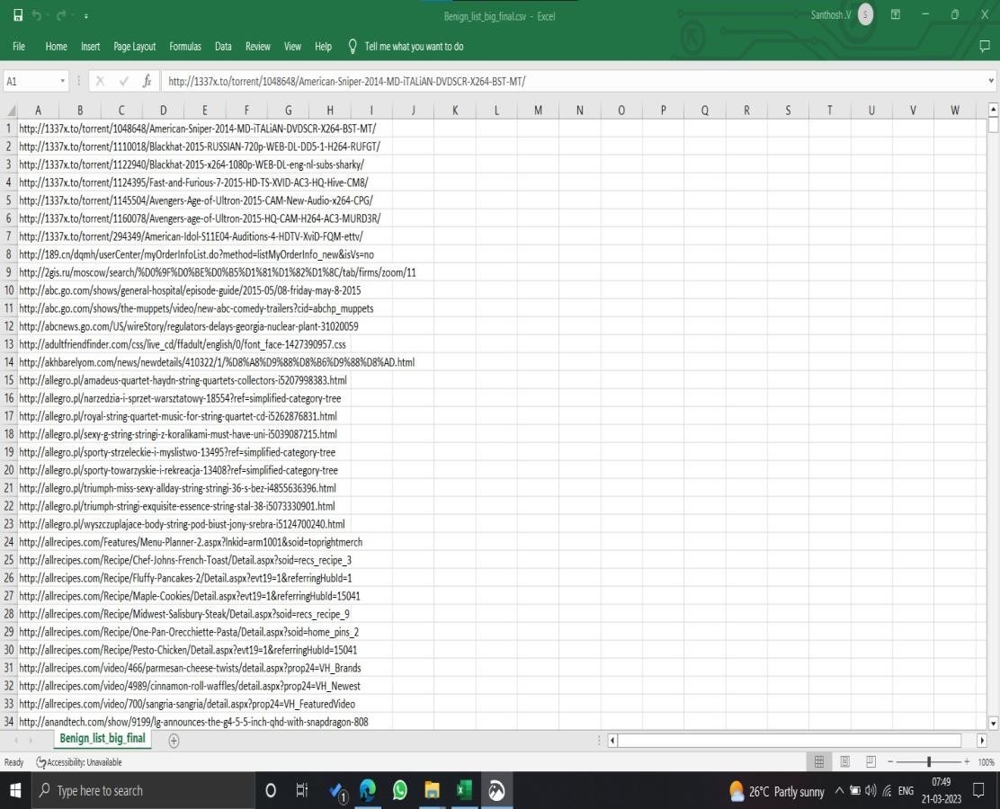 Benign_list_big_final.csv - Excel
Santhosh .V
S
File Home Insert Page Layout Formulas Data Review View Help Tell me what you want to do
A1 fx http://1337x.to/torrent/1048648/American-Sniper-2014-MD-iTALiAN-DVDSCR-X264-BST-MT/
A B C D E F G H I J K L M N O P Q R S T U V W
1 http://1337x.to/torrent/1048648/American-Sniper-2014-MD-iTALiAN-DVDSCR-X264-BST-MT/
2 http://1337x.to/torrent/1110018/Blackhat-2015-RUSSIAN-720p-WEB-DL-DD5-1-H264-RUFGT/
3 http://1337x.to/torrent/1122940/Blackhat-2015-x264-1080p-WEB-DL-eng-nl-subs-sharky/
4 http://1337x.to/torrent/1124395/Fast-and-Furious-7-2015-HD-TS-XVID-AC3-HQ-Hive-CM8/
5 http://1337x.to/torrent/1145504/Avengers-Age-of-Ultron-2015-CAM-New-Audio-x264-CPG/
6 http://1337x.to/torrent/1160078/Avengers-age-of-Ultron-2015-HQ-CAM-H264-AC3-MURD3R/
7 http://1337x.to/torrent/294349/American-Idol-S11E04-Auditions-4-HDTV-XviD-FQM-ettv/
8 http://189.cn/dqmh/userCenter/myOrderInfoList.do?method=listMyOrderInfo_new&isVs=no
9 http://2gis.ru/moscow/search/%D0%9F%D0%BE%D0%B5%D1%81%D1%82%D1%8C/tab/firms/zoom/11
10 http://abc.go.com/shows/general-hospital/episode-guide/2015-05/08-friday-may-8-2015
11 http://abc.go.com/shows/the-muppets/video/new-abc-comedy-trailers?cid=abchp_muppets
12 http://abcnews.go.com/US/wireStory/regulators-delays-georgia-nuclear-plant-31020059
13 http://adultfriendfinder.com/css/live_cd/ffadult/english/0/font_face-1427390957.css
14 http://akhbarelyom.com/news/newdetails/410322/1/%D8%A8%D9%88%D8%B6%D9%88%D8%AD.html
15 http://allegro.pl/amadeus-quartet-haydn-string-quartets-collectors-i5207998383.html
16 http://allegro.pl/narzedzia-i-sprzet-warsztatowy-18554?ref=simplified-category-tree
17 http://allegro.pl/royal-string-quartet-music-for-string-quartet-cd-i5262876831.html
18 http://allegro.pl/sexy-g-string-stringi-z-koralikami-must-have-uni-i5039087215.html
19 http://allegro.pl/sporty-strzeleckie-i-myslistwo-13495?ref=simplified-category-tree
20 http://allegro.pl/sporty-towarzyskie-i-rekreacja-13408?ref=simplified-category-tree
21 http://allegro.pl/triumph-miss-sexy-allday-string-stringi-36-s-bez-i4855636396.html
22 http://allegro.pl/triumph-stringi-exquisite-essence-string-stal-38-i5073330901.html
23 http://allegro.pl/wyszczuplajace-body-string-pod-biust-jony-srebra-i5124700240.html
24 http://allrecipes.com/Features/Menu-Planner-2.aspx?lnkid=arm1001&soid=toprightmerch
25 http://allrecipes.com/Recipe/Chef-Johns-French-Toast/Detail.aspx?soid=recs_recipe_3
26 http://allrecipes.com/Recipe/Fluffy-Pancakes-2/Detail.aspx?evt19=1&referringHubId=1
27 http://allrecipes.com/Recipe/Maple-Cookies/Detail.aspx?evt19=1&referringHubId=15041
28 http://allrecipes.com/Recipe/Midwest-Salisbury-Steak/Detail.aspx?soid=recs_recipe_9
29 http://allrecipes.com/Recipe/One-Pan-Orecchiette-Pasta/Detail.aspx?soid=home_pins_2
30 http://allrecipes.com/Recipe/Pesto-Chicken/Detail.aspx?evt19=1&referringHubId=15041
31 http://allrecipes.com/video/466/parmesan-cheese-twists/detail.aspx?prop24=VH_Brands
32 http://allrecipes.com/video/4989/cinnamon-roll-waffles/detail.aspx?prop24=VH_Newest
33 http://allrecipes.com/video/700/sangria-sangria/detail.aspx?prop24=VH_FeaturedVideo
34 http://anandtech.com/show/9199/lg-announces-the-g4-5-5-inch-qhd-with-snapdragon-808
Benign_list_big_final
Ready Accessibility: Unavailable 100%
Type here to search
1
26°C Partly sunny
ENG
07:49
21-03-2023